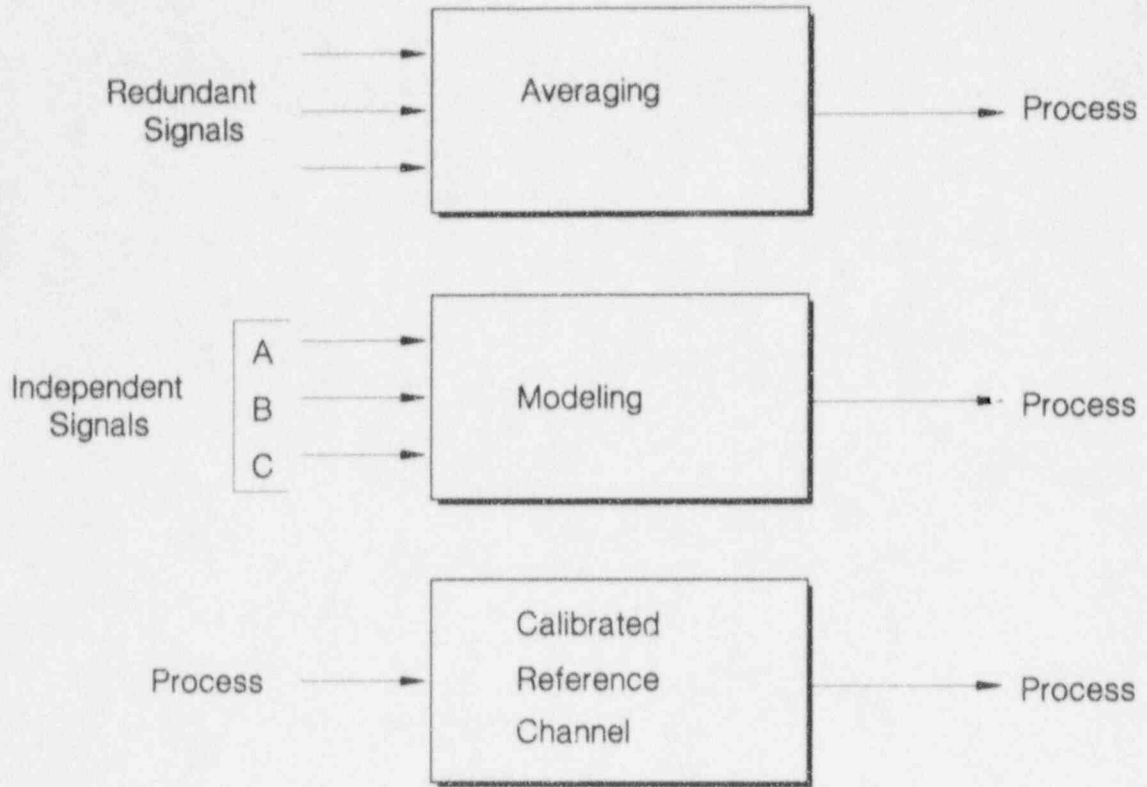 Redundant
Signals
Averaging
Process
Independent
Signals
A
B
C
Modeling
Process
Process
Calibrated
Reference
Channel
Process